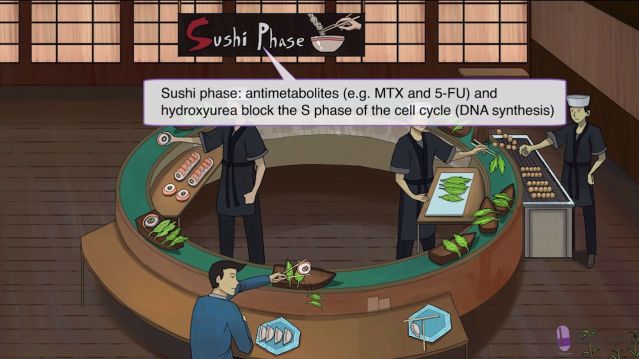 Sushi Phase
Sushi phase: antimetabolites (e.g. MTX and 5-FU) and
hydroxyurea block the S phase of the cell cycle (DNA synthesis)